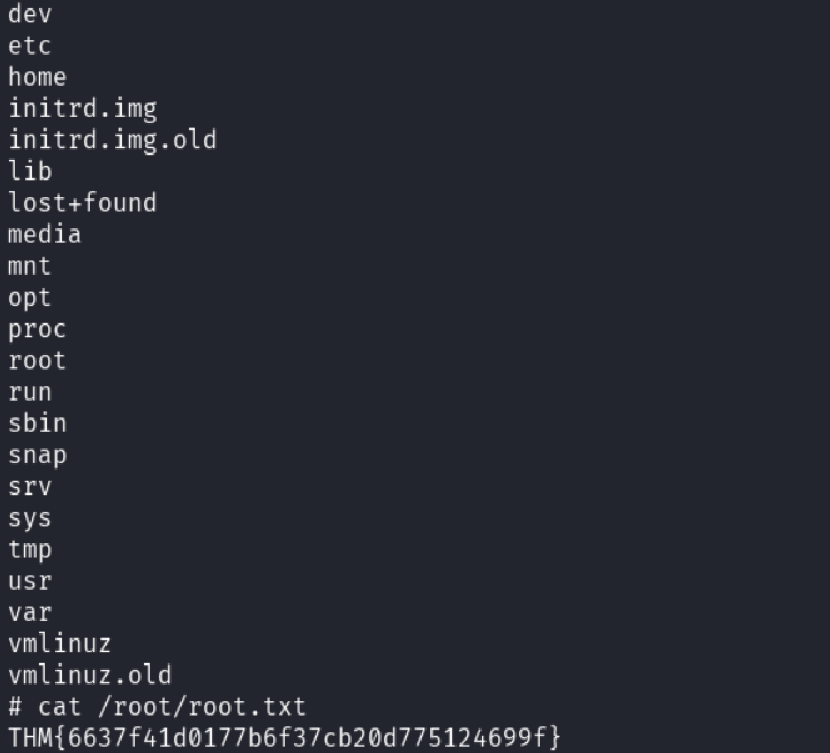 dev
etc
home
initrd.img
initrd.img.old
lib
lost+found
media
mnt
opt
proc
root
run
sbin
snap
srv
sys
tmp
usr
var
vmlinuz
vmlinuz.old
# cat /root/root.txt
THM{6637f41d0177b6f37cb20d775124699f}